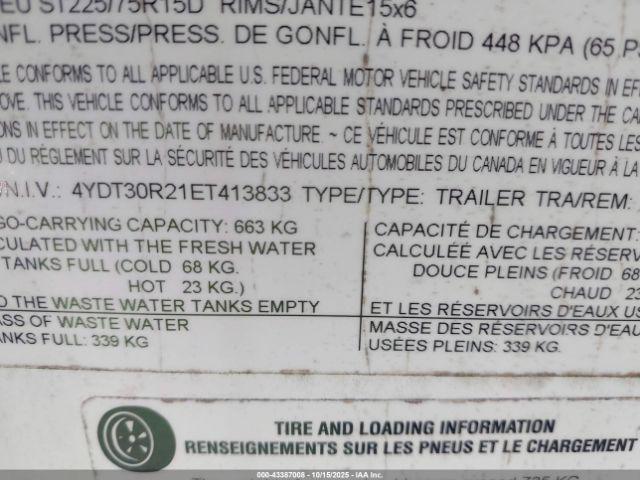 EU ST225/75R15D RIMS/JANTE15x6
NFL. PRESS/PRESS. DE GONFL. À FROID 448 KPA (65 P
LE CONFORMS TO ALL APPLICABLE U.S. FEDERAL MOTOR VEHICLE SAFETY STANDARDS IN EFF
OVE. THIS VEHICLE CONFORMS TO ALL APPLICABLE STANDARDS PRESCRIBED UNDER THE CA
ONS IN EFFECT ON THE DATE OF MANUFACTURE. ~ CE VÉHICULE EST CONFORME À TOUTES LES
U DU RÉGLEMENT SUR LA SÉCURITÉ DES VÉHICULES AUTOMOBILES DU CANADA EN VIGUEUR À LA
/N.I.V.: 4YDT30R21ET413833 TYPE/TYPE: TRAILER TRA/REM:
GO-CARRYING CAPACITY: 663 KG
LCULATED WITH THE FRESH WATER
TANKS FULL (COLD 68 KG.
HOT 23 KG.)
D THE WASTE WATER TANKS EMPTY
ASS OF WASTE WATER
ANKS FULL: 339 KG
CAPACITÉ DE CHARGEMENT:
CALCULÉE AVEC LES RÉSERV
DOUCE PLEINS (FROID 68
CHAUD 23
ET LES RÉSERVOIRS D'EAUX US
MASSE DES RÉSERVOIRS D'EAU
USÉES PLEINS: 339 KG.
TIRE AND LOADING INFORMATION
RENSEIGNEMENTS SUR LES PNEUS ET LE CHARGEMENT
000-43387008 - 10/15/2025 - IAAI.COM